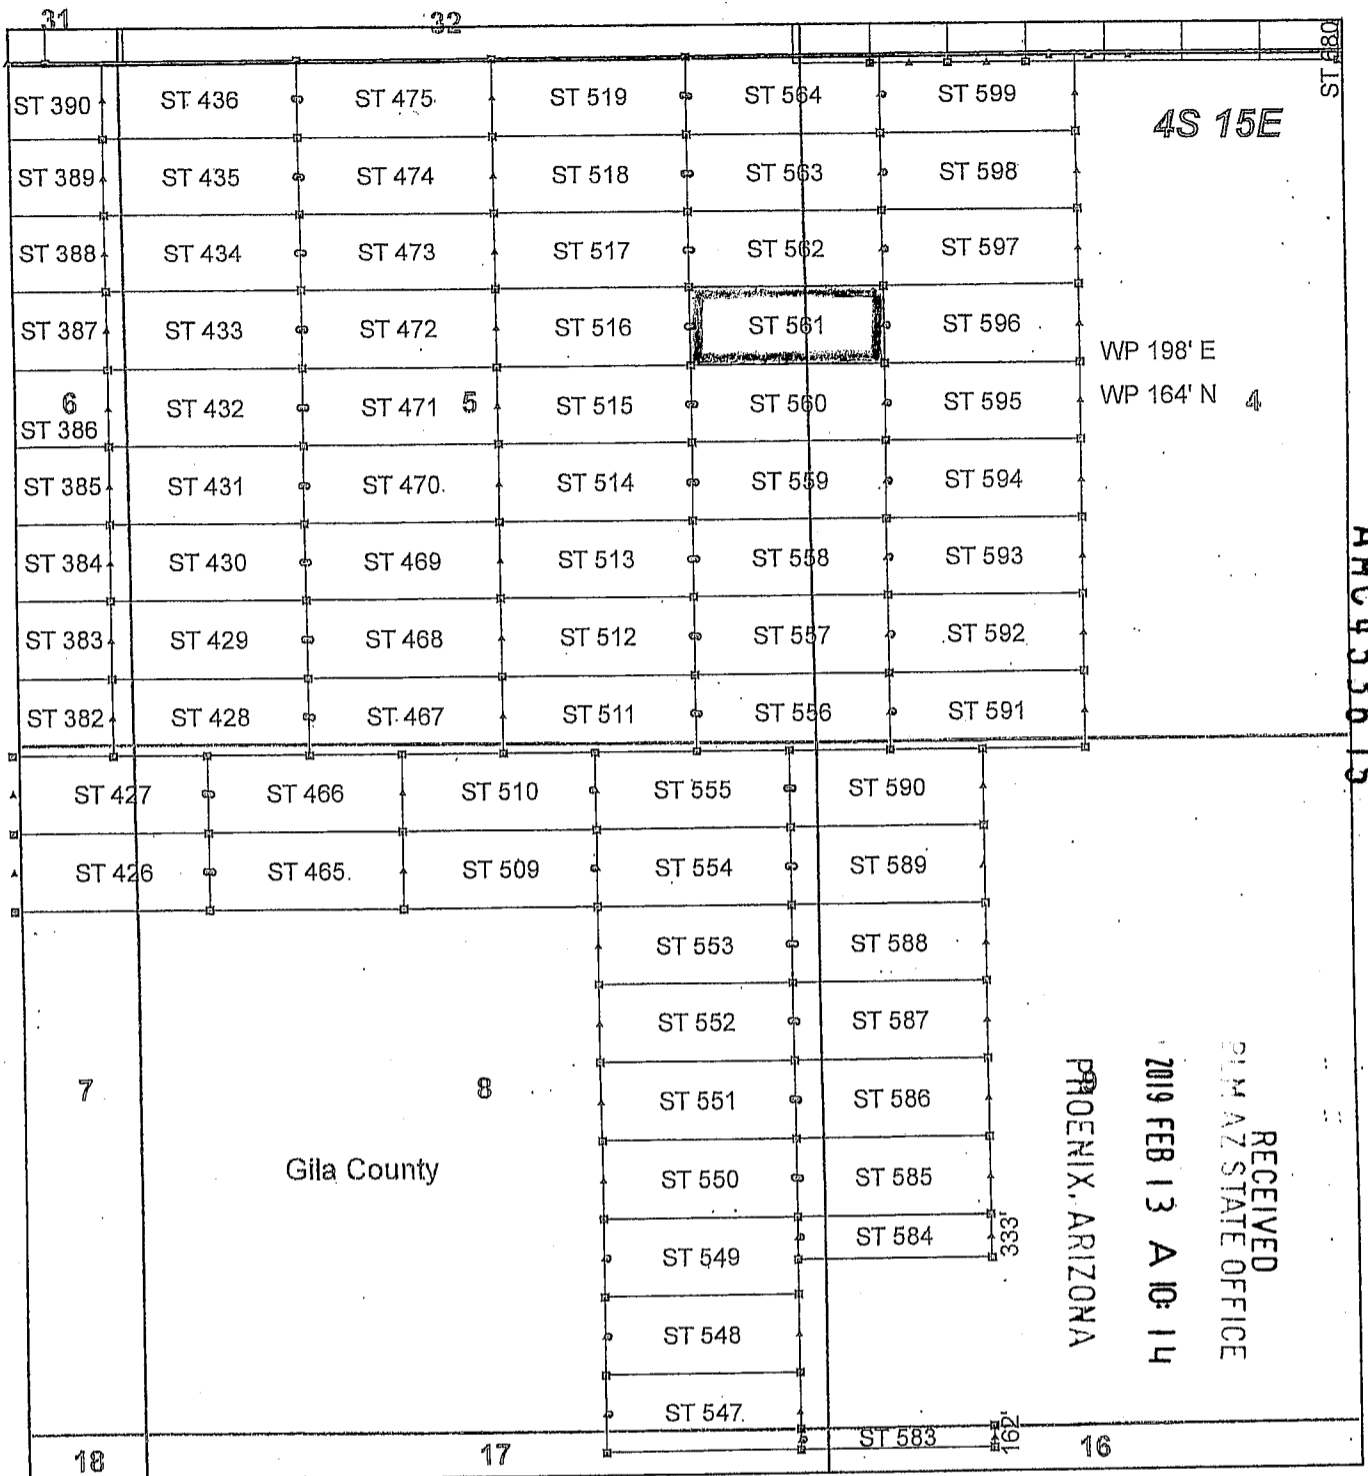 31 32
ST 680
ST 390 ST 436 ST 475 ST 519 ST 564 ST 599
4S 15E
ST 389 ST 435 ST 474 ST 518 ST 563 ST 598
ST 388 ST 434 ST 473 ST 517 ST 562 ST 597
ST 387 ST 433 ST 472 ST 516 ST 561 ST 596
WP 198' E
6 ST 432 ST 471 5 ST 515 ST 560 ST 595 WP 164' N 4
ST 386
ST 385 ST 431 ST 470 ST 514 ST 559 ST 594
ST 384 ST 430 ST 469 ST 513 ST 558 ST 593
ST 383 ST 429 ST 468 ST 512 ST 557 ST 592
ST 382 ST 428 ST 467 ST 511 ST 556 ST 591
ST 427 ST 466 ST 510 ST 555 ST 590
ST 426 ST 465 ST 509 ST 554 ST 589
ST 553 ST 588
ST 552 ST 587
7 8 ST 551 ST 586
Gila County ST 550 ST 585
ST 584 333'
ST 549
ST 548
ST 547
ST 583 162'
18 17 16
RECEIVED
BLM AZ STATE OFFICE
2019 FEB 13 A 10: 14
PHOENIX, ARIZONA